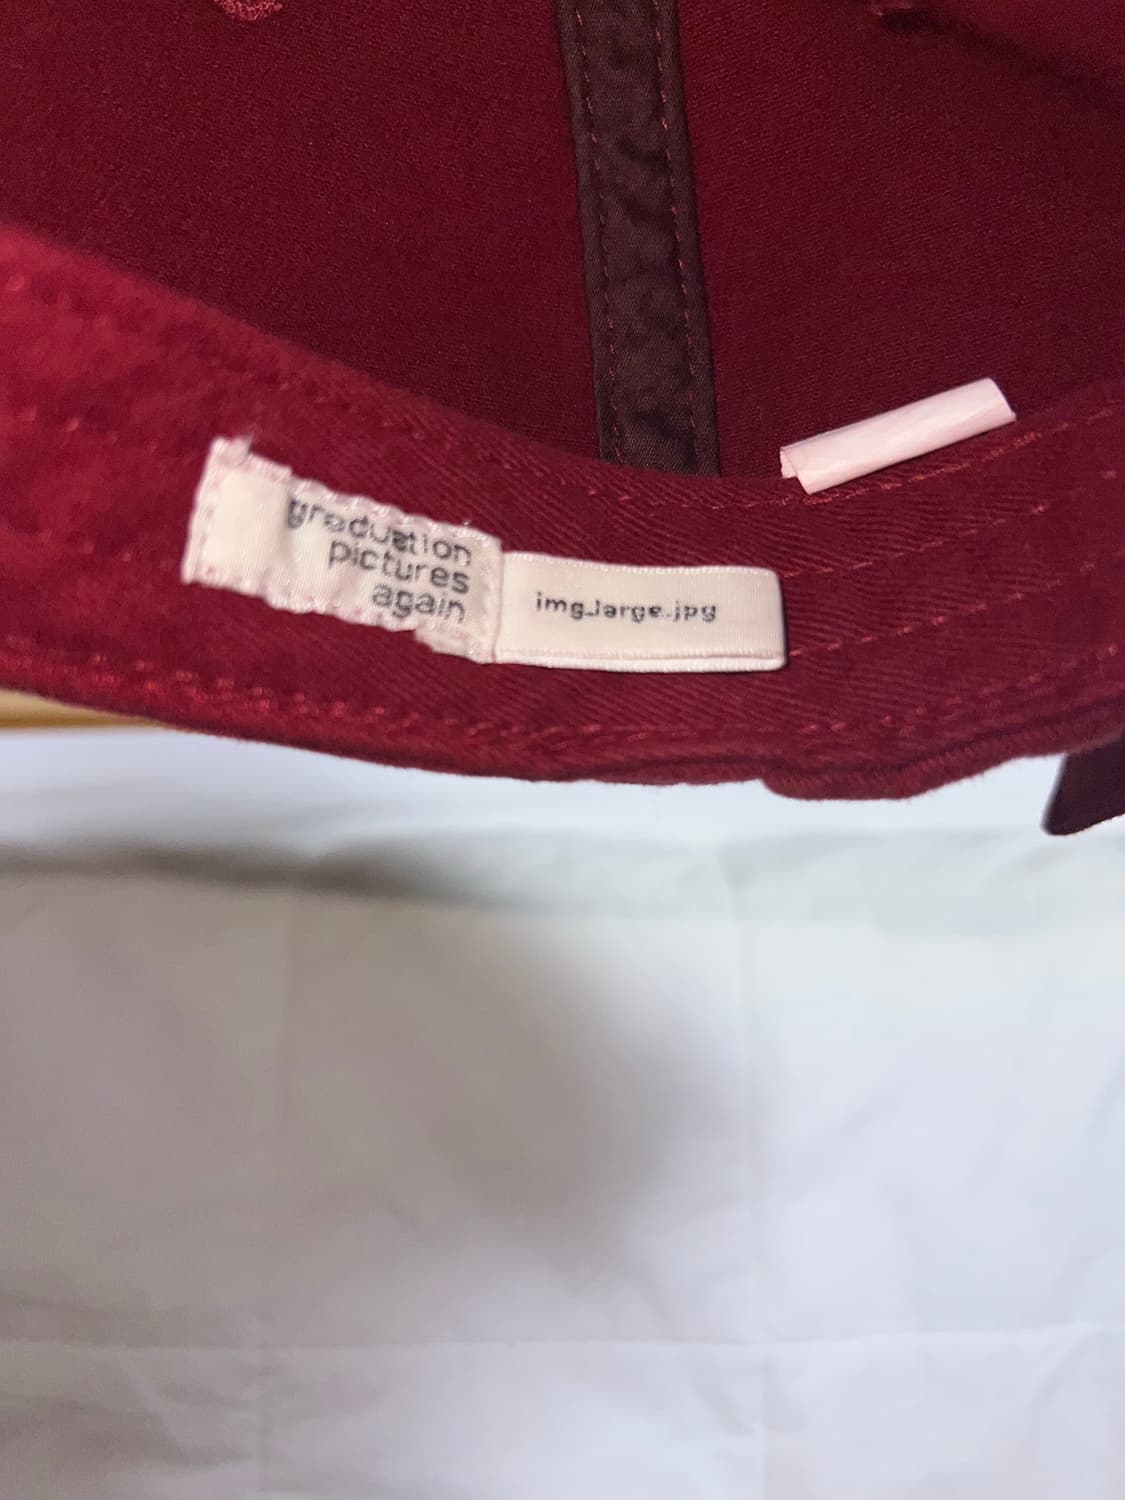 graduation
pictures
again
img_large.jpg